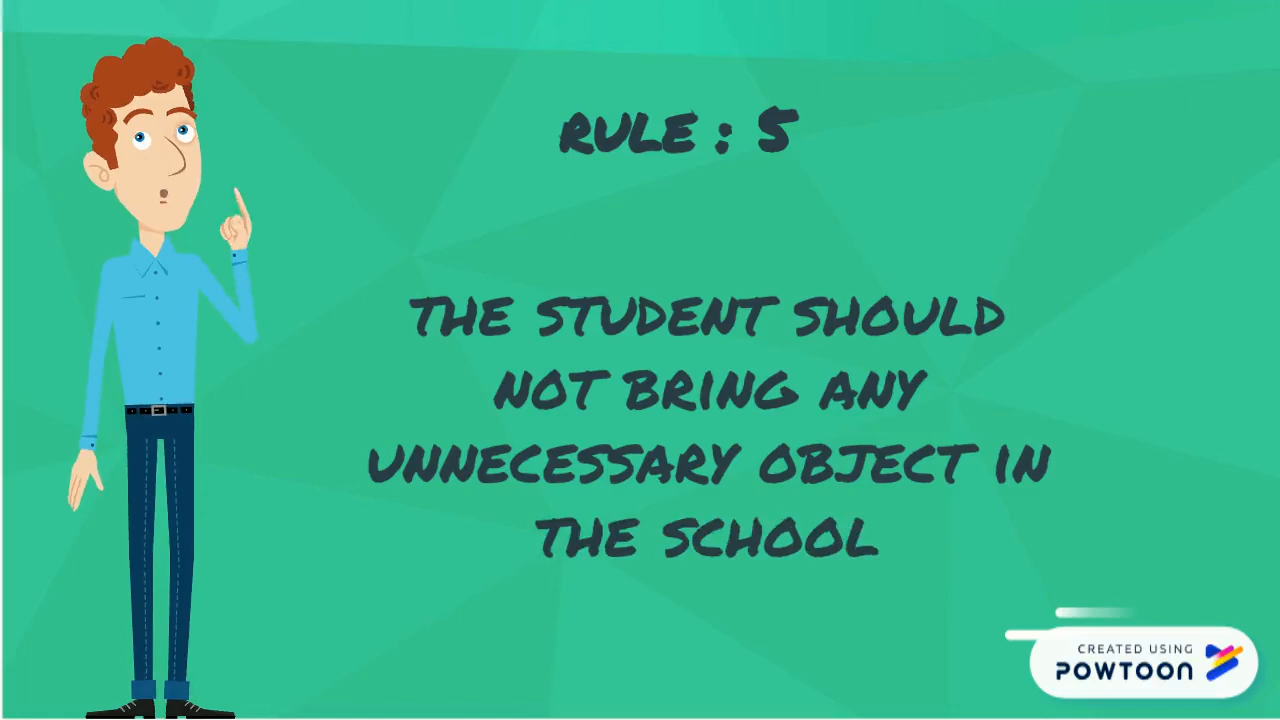 RULE : 5
THE STUDENT SHOULD
NOT BRING ANY
UNNECESSARY OBJECT IN
THE SCHOOL
CREATED USING
POWTOON